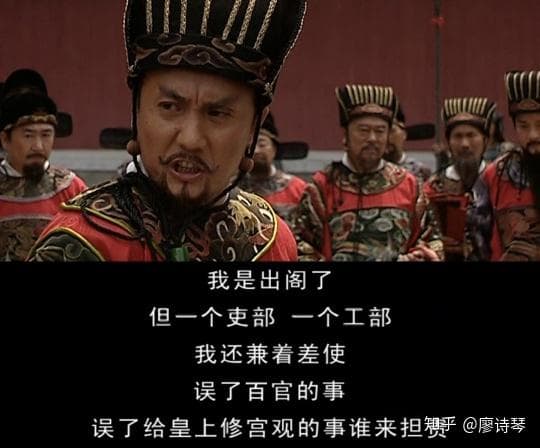 我是出阁了
但一个吏部 一个工部
我还兼着差使
误了百官的事
误了给皇上修宫观的事谁来担责
知乎 @廖诗琴